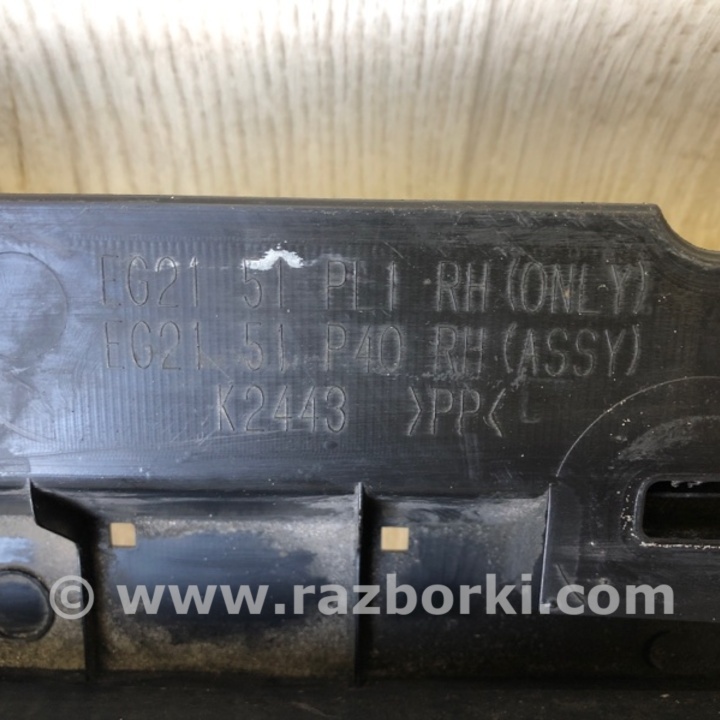 EG21 51 PL1 RH (ONLY)
EG21 51 P40 RH (ASSY)
K2443 >PP<
© www.razborki.com